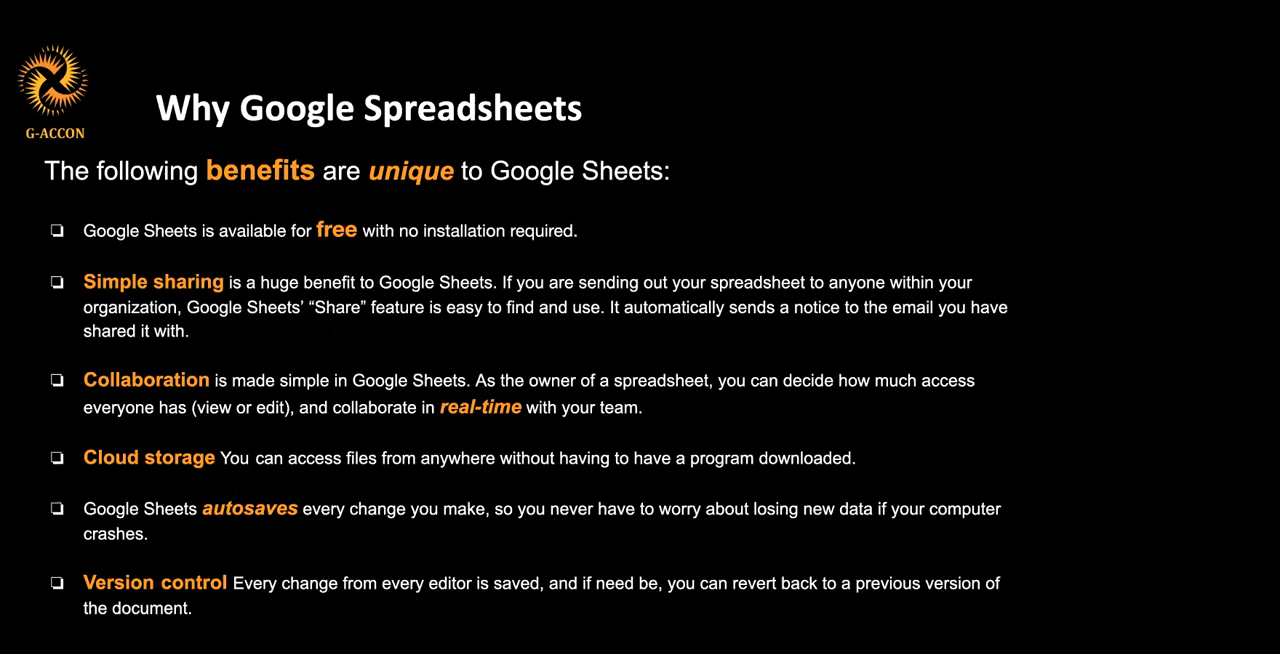 G-ACCON
Why Google Spreadsheets
The following benefits are unique to Google Sheets:
❏ Google Sheets is available for free with no installation required.
❏ Simple sharing is a huge benefit to Google Sheets. If you are sending out your spreadsheet to anyone within your
organization, Google Sheets’ “Share” feature is easy to find and use. It automatically sends a notice to the email you have
shared it with.
❏ Collaboration is made simple in Google Sheets. As the owner of a spreadsheet, you can decide how much access
everyone has (view or edit), and collaborate in real-time with your team.
❏ Cloud storage You can access files from anywhere without having to have a program downloaded.
❏ Google Sheets autosaves every change you make, so you never have to worry about losing new data if your computer
crashes.
❏ Version control Every change from every editor is saved, and if need be, you can revert back to a previous version of
the document.